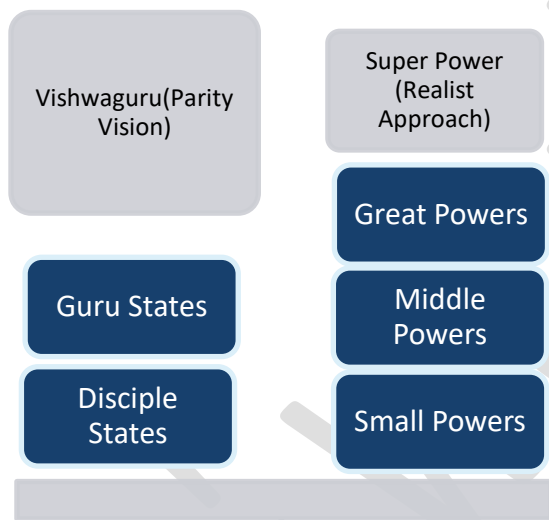 Vishwaguru(Parity
Vision)
Guru States
Disciple
States
Super Power
(Realist
Approach)
Great Powers
Middle
Powers
Small Powers